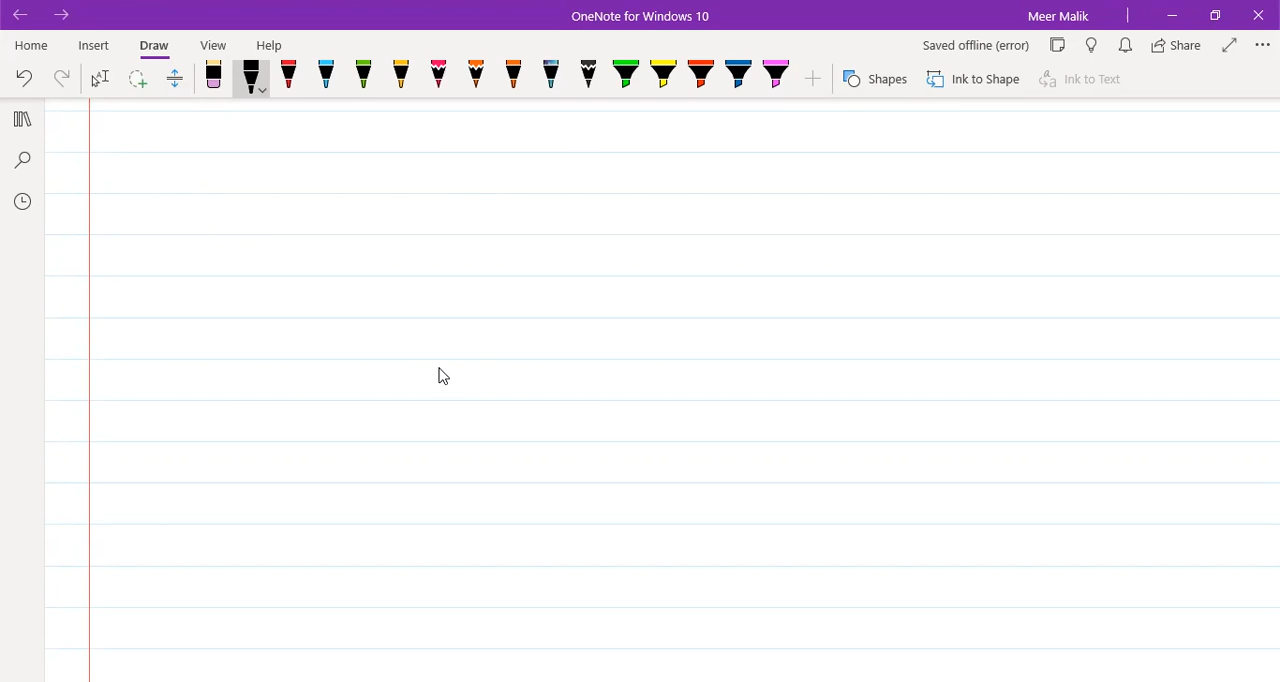 OneNote for Windows 10
Meer Malik
Home Insert Draw View Help
Saved offline (error) Share
Shapes Ink to Shape Ink to Text